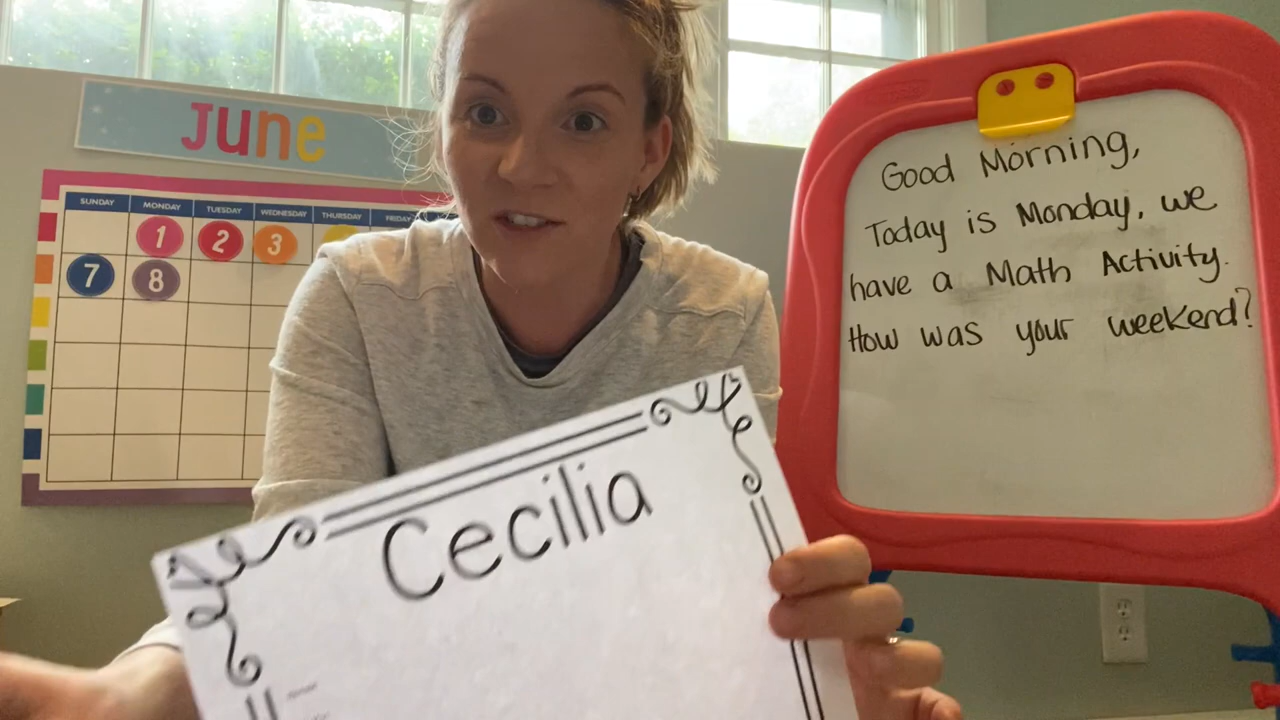 June
SUNDAY MONDAY TUESDAY WEDNESDAY THURSDAY FRIDAY
1 2 3
7 8
Good Morning,
Today is Monday, we
have a Math Activity.
How was your weekend?
Cecilia